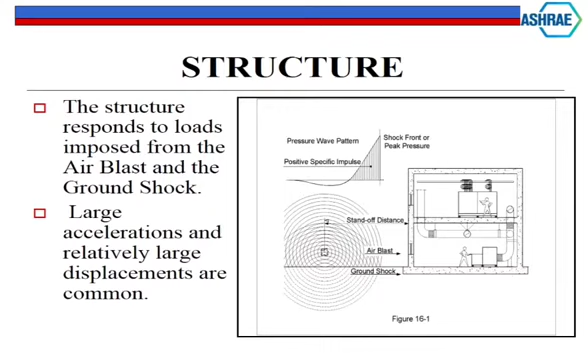 ASHRAE
STRUCTURE
The structure
responds to loads
imposed from the
Air Blast and the
Ground Shock.
Large
accelerations and
relatively large
displacements are
common.
Pressure Wave Pattern
Shock Front or
Peak Pressure
Positive Specific Impulse
Stand-off Distance
Air Blast
Ground Shock
Figure 16-1